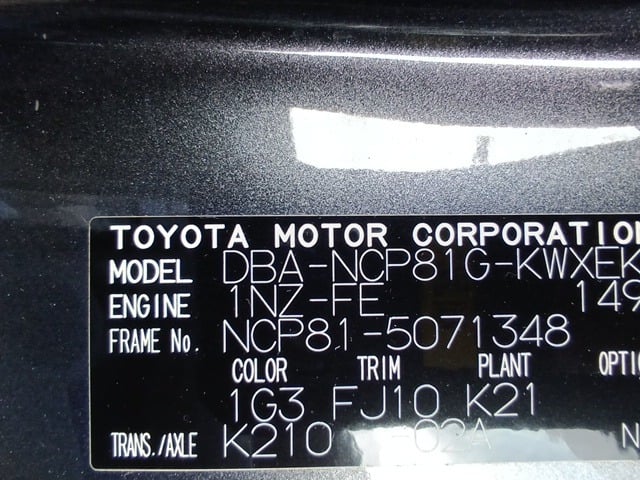 TOYOTA MOTOR CORPORATION
MODEL DBA-NCP81G-KWXEK
ENGINE 1NZ-FE 149
FRAME No. NCP81-5071348
COLOR TRIM PLANT OPTI
1G3 FJ10 K21
TRANS./AXLE K210 -02A N